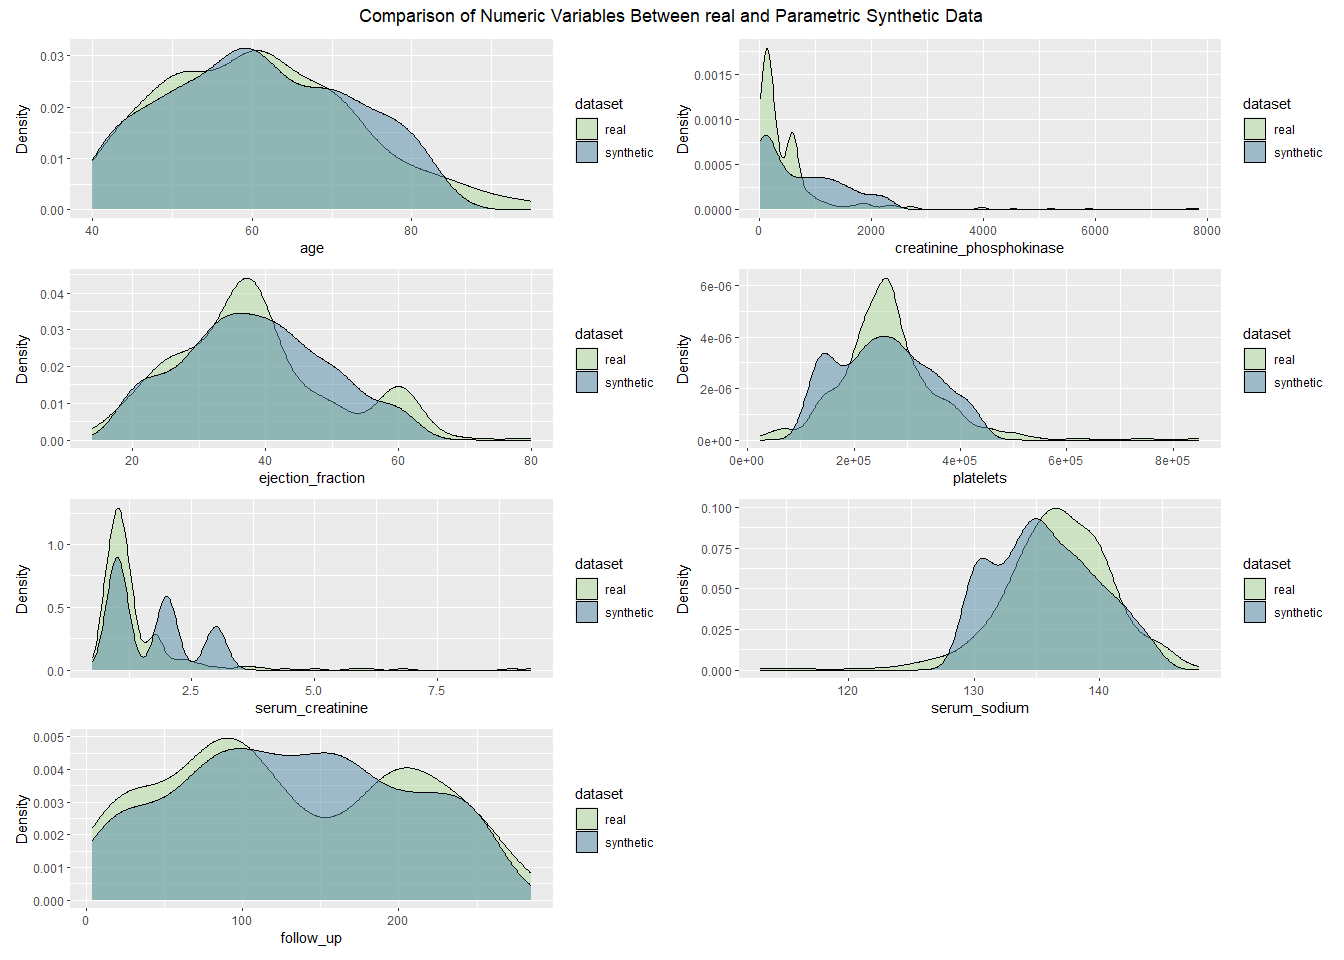 Comparison of Numeric Variables Between real and Parametric Synthetic Data
0.03
0.02
0.01
0.00
Density
40 60 80
age
dataset
real
synthetic
0.0015
0.0010
0.0005
0.0000
Density
0 2000 4000 6000 8000
creatinine_phosphokinase
dataset
real
synthetic
0.04
0.03
0.02
0.01
0.00
Density
20 40 60 80
ejection_fraction
dataset
real
synthetic
6e-06
4e-06
2e-06
0e+00
Density
0e+00 2e+05 4e+05 6e+05 8e+05
platelets
dataset
real
synthetic
1.0
0.5
0.0
Density
2.5 5.0 7.5
serum_creatinine
dataset
real
synthetic
0.100
0.075
0.050
0.025
0.000
Density
120 130 140
serum_sodium
dataset
real
synthetic
0.005
0.004
0.003
0.002
0.001
0.000
Density
0 100 200
follow_up
dataset
real
synthetic